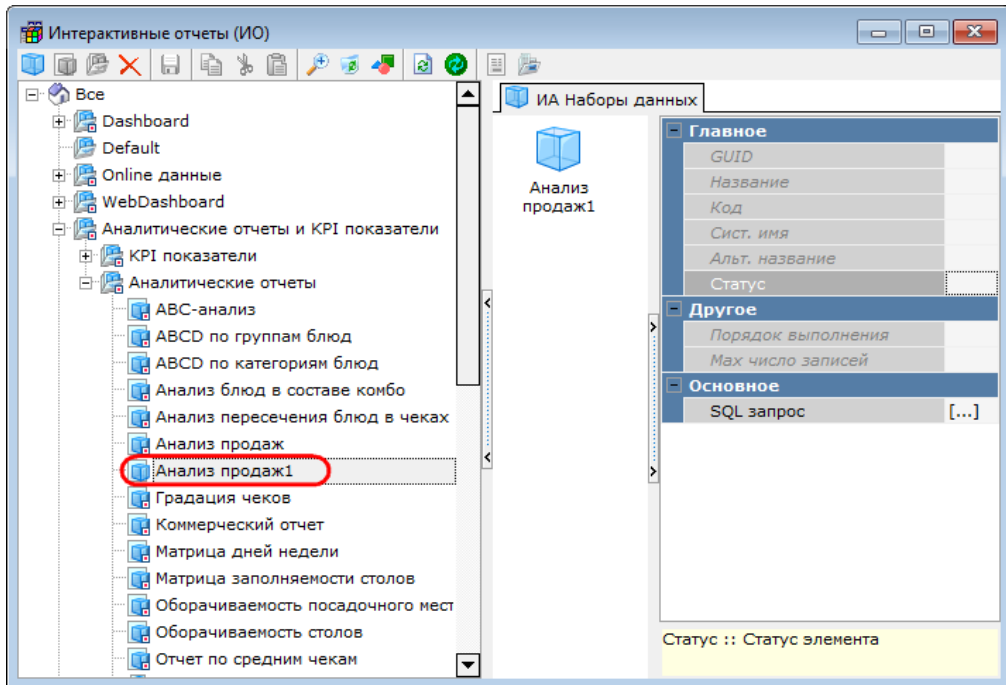 Интерактивные отчеты (ИО)
Все
Dashboard
Default
Online данные
WebDashboard
Аналитические отчеты и KPI показатели
KPI показатели
Аналитические отчеты
ABC-анализ
ABCD по группам блюд
ABCD по категориям блюд
Анализ блюд в составе комбо
Анализ пересечения блюд в чеках
Анализ продаж
Анализ продаж1
Градация чеков
Коммерческий отчет
Матрица дней недели
Матрица заполняемости столов
Оборачиваемость посадочного мест
Оборачиваемость столов
Отчет по средним чекам
ИА Наборы данных
Анализ
продаж1
Главное
GUID
Название
Код
Сист. имя
Альт. название
Статус
Другое
Порядок выполнения
Max число записей
Основное
SQL запрос [...]
Статус :: Статус элемента